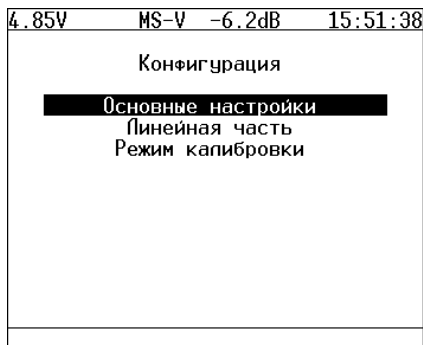 4.85V MS-V -6.2dB 15:51:38
Конфигурация
Основные настройки
Линейная часть
Режим калибровки